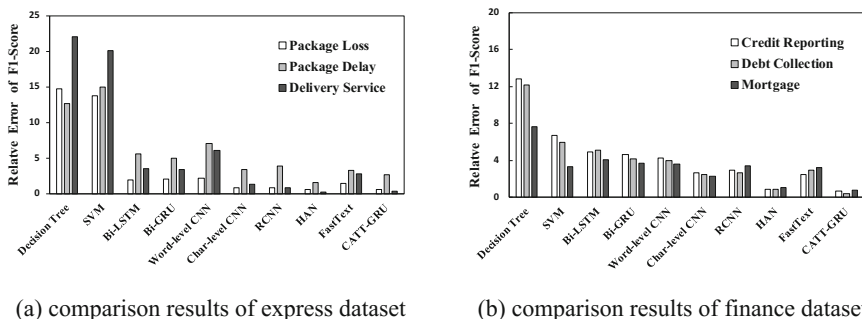 25
20
15
10
5
0
Relatve Error of F1-Score
Package Loss
Package Delay
Delivery Service
Decision Tree
SVM
Bi-LSTM
Bi-GRU
Word-level CNN
Char-level CNN
RCNN
HAN
FastText
CATT-GRU
(a) comparison results of express dataset
20
16
12
8
4
0
Relatve Error of F1-Score
Credit Reporting
Debt Collection
Mortgage
Decision Tree
SVM
Bi-LSTM
Bi-GRU
Word-level CNN
Char-level CNN
RCNN
HAN
FastText
CATT-GRU
(b) comparison results of finance dataset